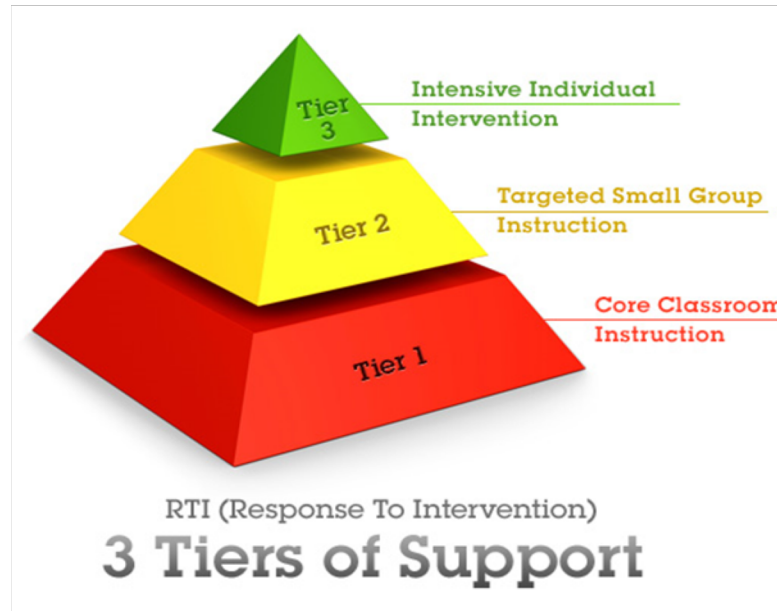 Tier
3
Intensive Individual
Intervention
Tier 2
Targeted Small Group
Instruction
Tier 1
Core Classroom
Instruction
RTI (Response To Intervention)
3 Tiers of Support